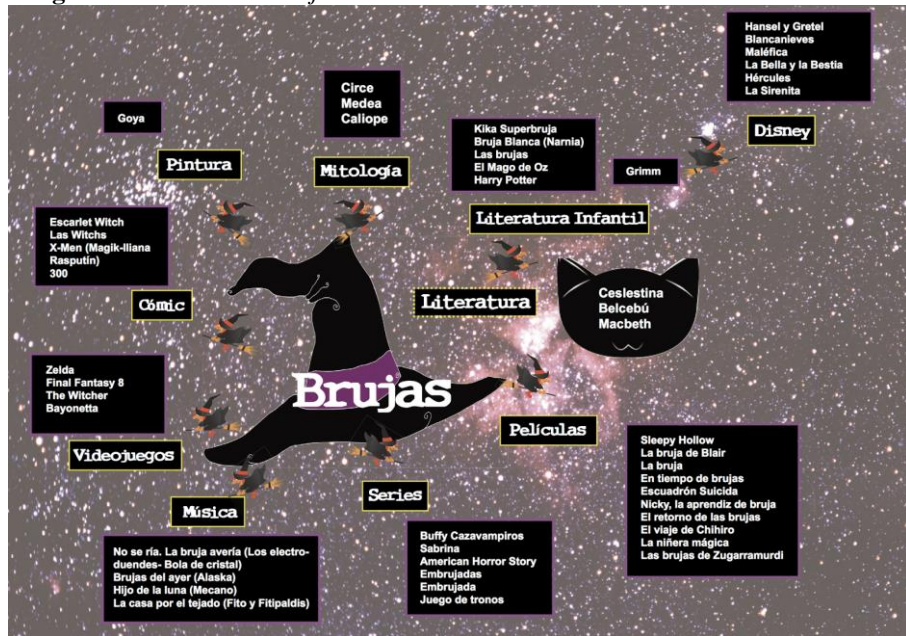 Hansel y Gretel
Blancanieves
Maléfica
La Bella y la Bestia
Hércules
La Sirenita
Disney
Circe
Medea
Caliope
Mitología
Goya
Pintura
Kika Superbruja
Bruja Blanca (Narnia)
Las brujas
El Mago de Oz
Harry Potter
Grimm
Literatura Infantil
Escarlet Witch
Las Witchs
X-Men (Magik-Iliana
Rasputín)
300
Cómic
Literatura
Ceslestina
Belcebú
Macbeth
Brujas
Zelda
Final Fantasy 8
The Witcher
Bayonetta
Videojuegos
Películas
Sleepy Hollow
La bruja de Blair
La bruja
En tiempo de brujas
Escuadrón Suicida
Nicky, la aprendiz de bruja
El retorno de las brujas
El viaje de Chihiro
La niñera mágica
Las brujas de Zugarramurdi
Música
No se ría. La bruja avería (Los electro-
duendes- Bola de cristal)
Brujas del ayer (Alaska)
Hijo de la luna (Mecano)
La casa por el tejado (Fito y Fitipaldis)
Series
Buffy Cazavampiros
Sabrina
American Horror Story
Embrujadas
Embrujada
Juego de tronos